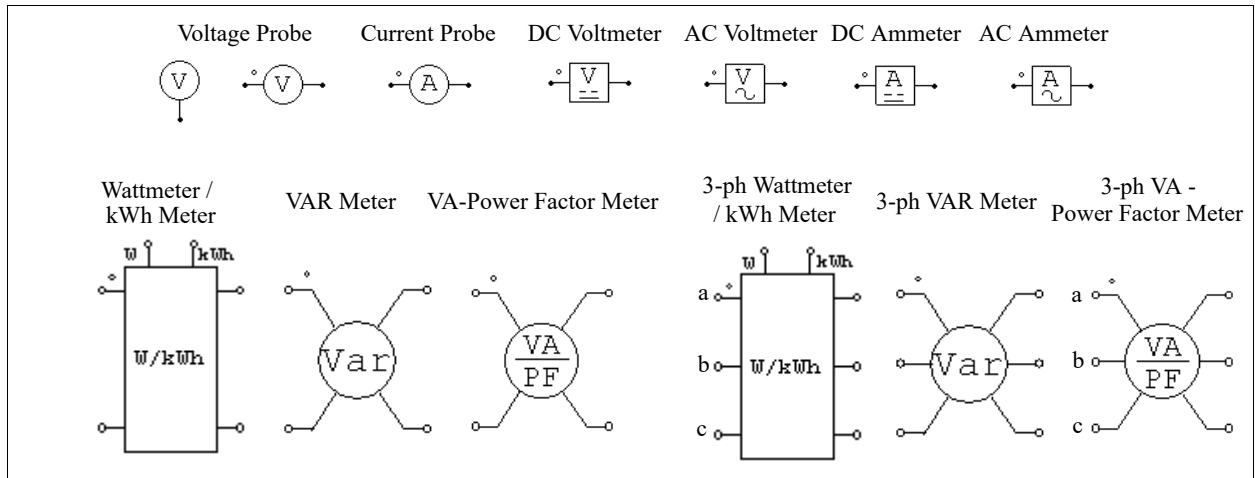 Voltage Probe Current Probe DC Voltmeter AC Voltmeter DC Ammeter AC Ammeter
V V A V A V A
Wattmeter /
kWh Meter
VAR Meter
VA-Power Factor Meter
3-ph Wattmeter
/ kWh Meter
3-ph VAR Meter
3-ph VA -
Power Factor Meter
W kWh
W/kWh
Var
VA
PF
W kWh
a
b
c
W/kWh
Var
a
b
c
VA
PF